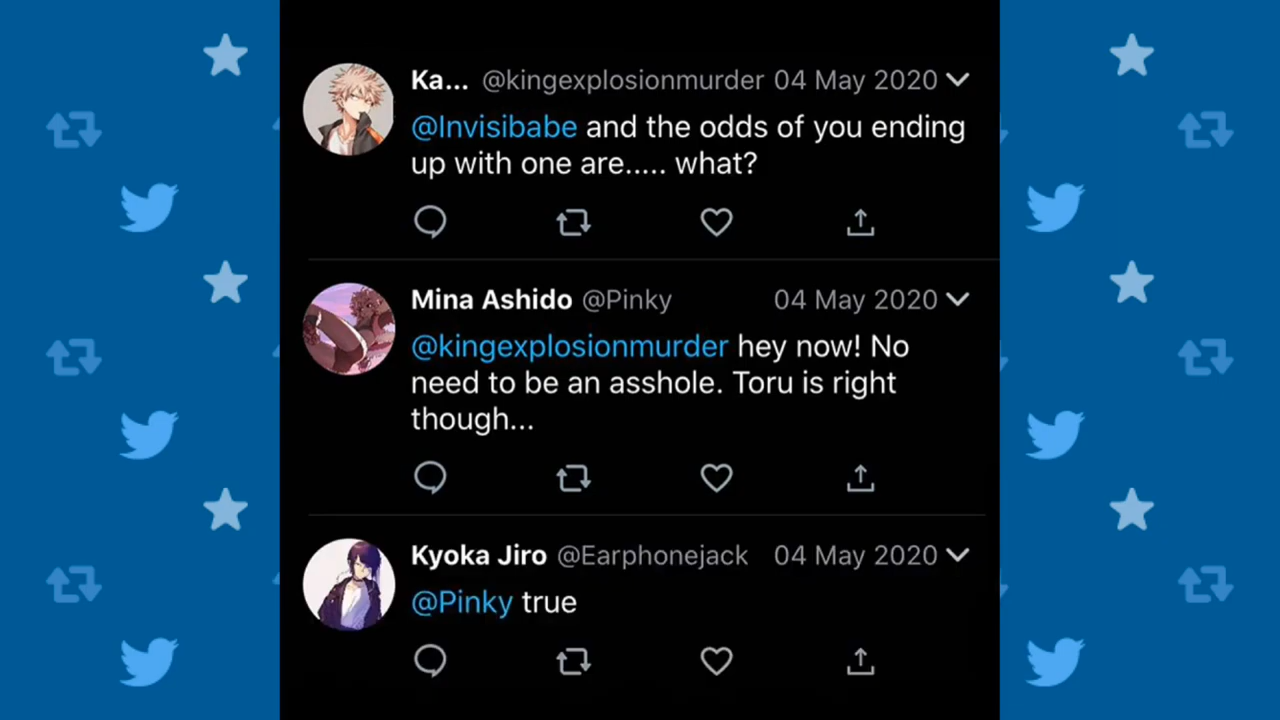 Ka... @kingexplosionmurder 04 May 2020
@Invisibabe and the odds of you ending
up with one are..... what?
Mina Ashido @Pinky 04 May 2020
@kingexplosionmurder hey now! No
need to be an asshole. Toru is right
though...
Kyoka Jiro @Earphonejack 04 May 2020
@Pinky true